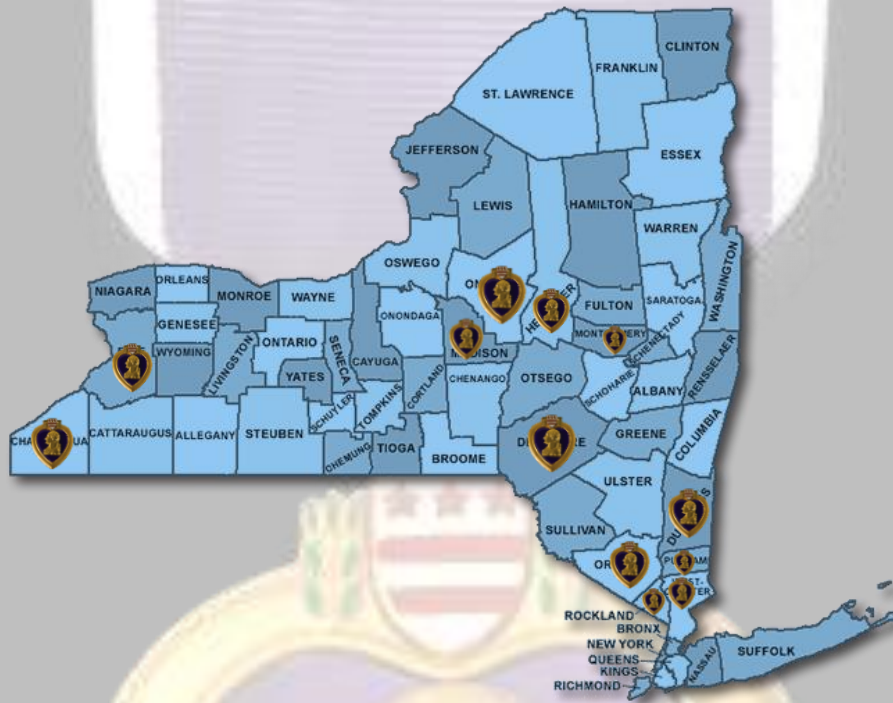 CLINTON
FRANKLIN
ST. LAWRENCE
ESSEX
JEFFERSON
LEWIS
HAMILTON
WARREN
WASHINGTON
OSWEGO
ORLEANS
NIAGARA
MONROE
WAYNE
FULTON
SARATOGA
GENESEE
ONONDAGA
ONTARIO
SENECA
CAYUGA
WYOMING
LIVINGSTON
SCHENECTADY
RENSSELAER
YATES
CORTLAND
CHENANGO
OTSEGO
SCHOHARIE
ALBANY
TOMPKINS
SCHUYLER
CATTARAUGUS
ALLEGANY
STEUBEN
CHEMUNG
TIOGA
BROOME
GREENE
COLUMBIA
ULSTER
SULLIVAN
ROCKLAND
BRONX
NEW YORK
QUEENS
KINGS
RICHMOND
NASSAU
SUFFOLK